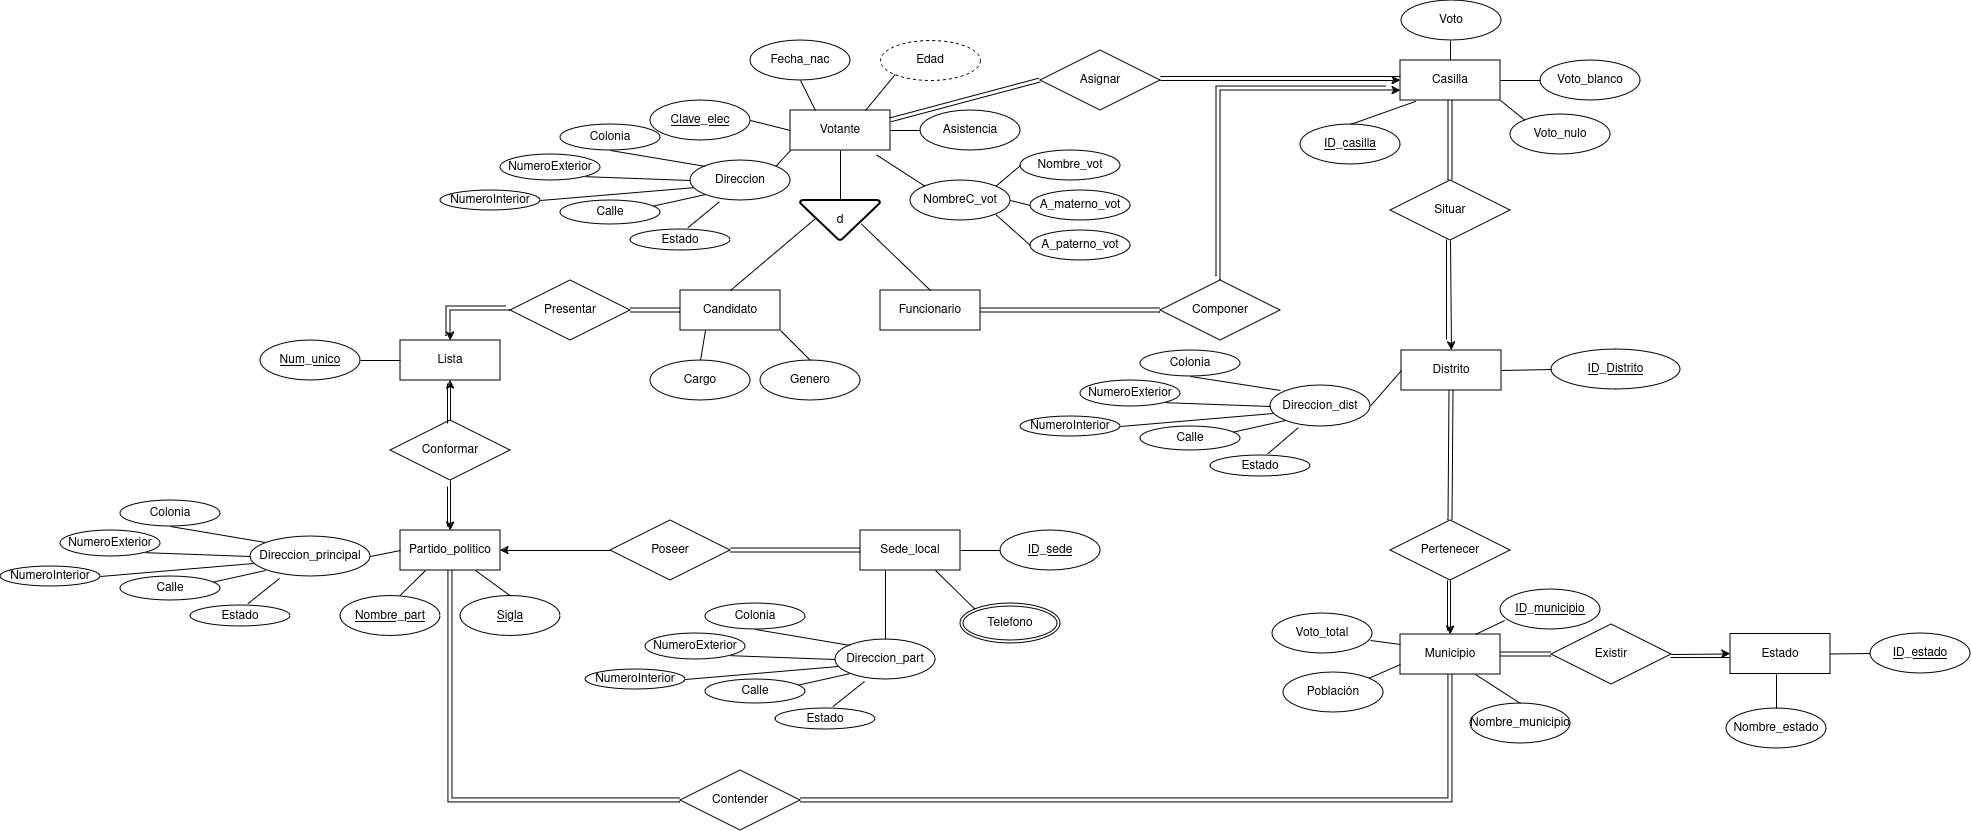 Voto
Fecha_nac
Edad
Asignar
Casilla
Voto_blanco
Clave_elec
Votante
Asistencia
Colonia
ID_casilla
Voto_nulo
NumeroExterior
Direccion
Nombre_vot
NumeroInterior
NombreC_vot
A_materno_vot
Calle
d
Situar
Estado
A_paterno_vot
Presentar
Candidato
Funcionario
Componer
Num_unico
Lista
Colonia
Distrito
ID_Distrito
Cargo
Genero
NumeroExterior
Direccion_dist
NumeroInterior
Calle
Conformar
Estado
Colonia
NumeroExterior
Direccion_principal
Partido_politico
Poseer
Sede_local
ID_sede
Pertenecer
NumeroInterior
Calle
Estado
Nombre_part
Sigla
Colonia
Telefono
ID_municipio
Voto_total
NumeroExterior
Direccion_part
Municipio
Existir
Estado
ID_estado
NumeroInterior
Calle
Población
Estado
Nombre_municipio
Nombre_estado
Contender